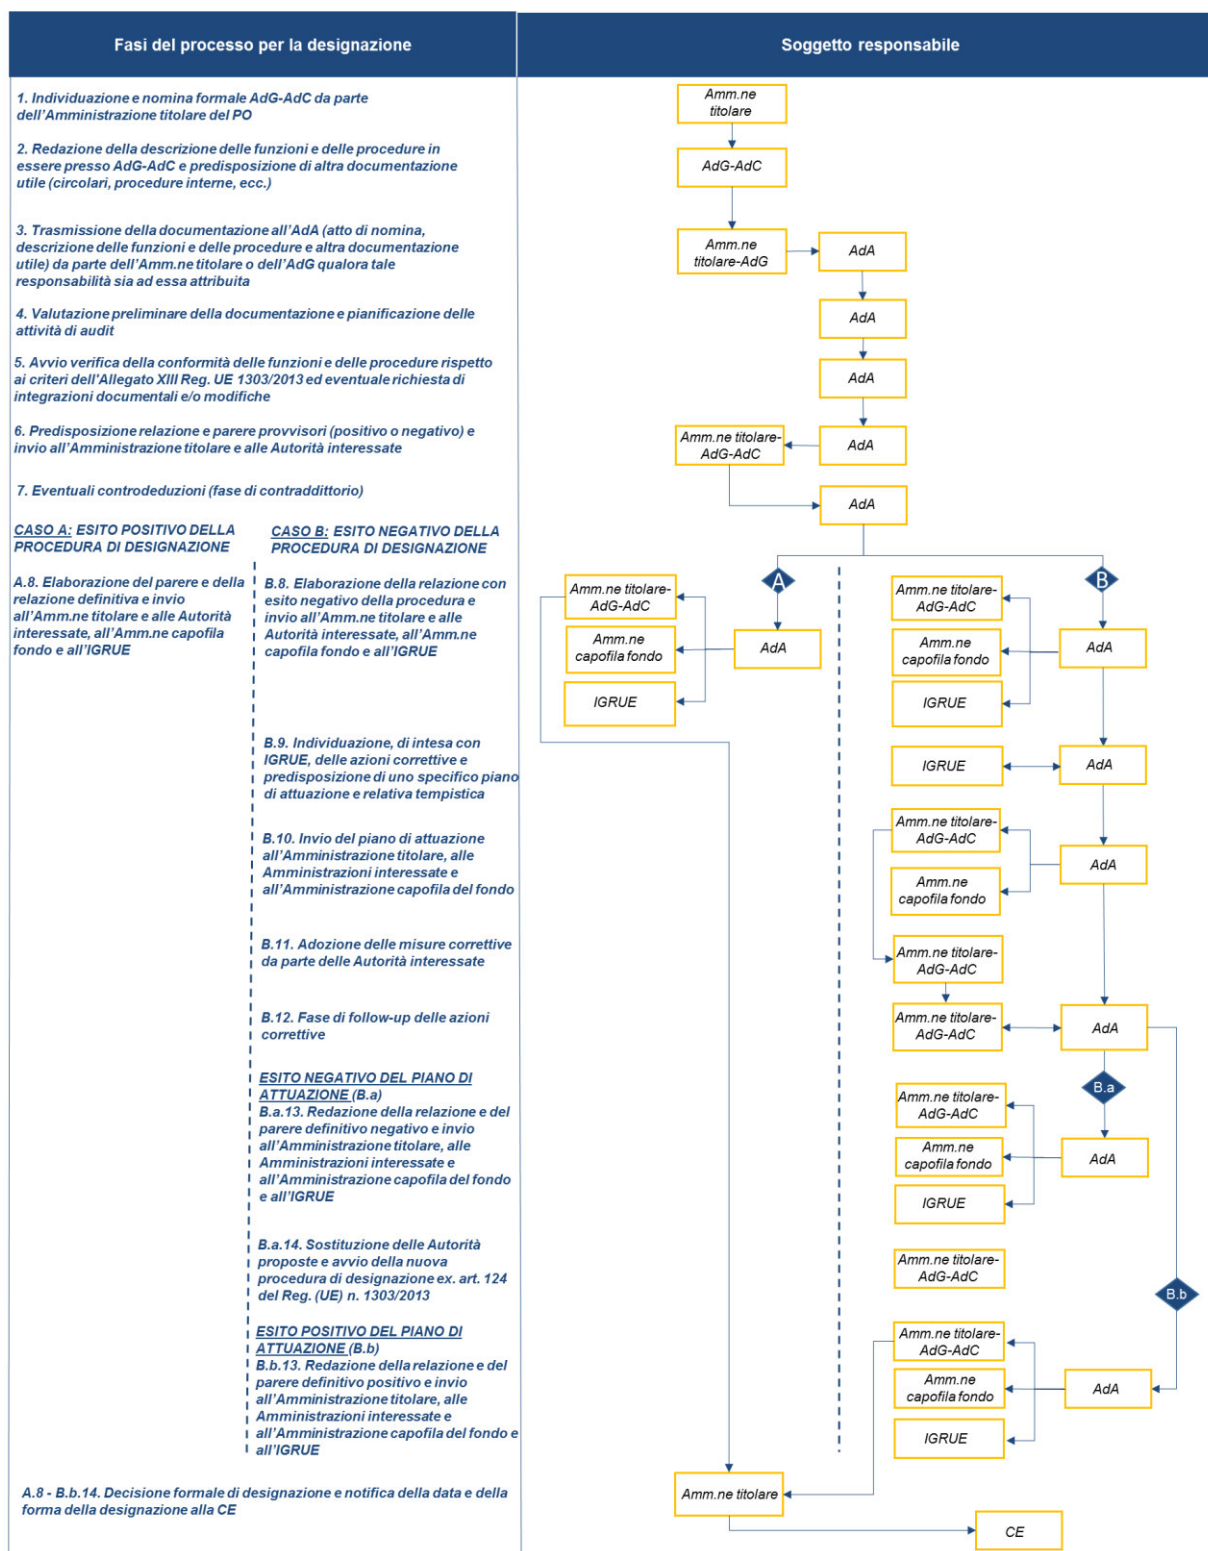 Fasi del processo per la designazione
Soggetto responsabile
1. Individuazione e nomina formale AdG-AdC da parte
dell'Amministrazione titolare del PO
Amm.ne
titolare
2. Redazione della descrizione delle funzioni e delle procedure in
essere presso AdG-AdC e predisposizione di altra documentazione
utile (circolari, procedure interne, ecc.)
AdG-AdC
3. Trasmissione della documentazione all'AdA (atto di nomina,
descrizione delle funzioni e delle procedure e altra documentazione
utile) da parte dell'Amm.ne titolare o dell'AdG qualora tale
responsabilità sia ad essa attribuita
Amm.ne
titolare-AdG
AdA
4. Valutazione preliminare della documentazione e pianificazione delle
attività di audit
AdA
5. Avvio verifica della conformità delle funzioni e delle procedure rispetto
ai criteri dell'Allegato XIII Reg. UE 1303/2013 ed eventuale richiesta di
integrazioni documentali e/o modifiche
AdA
6. Predisposizione relazione e parere provvisori (positivo o negativo) e
invio all'Amministrazione titolare e alle Autorità interessate
Amm.ne titolare-
AdG-AdC
AdA
7. Eventuali controdeduzioni (fase di contraddittorio)
AdA
CASO A: ESITO POSITIVO DELLA
PROCEDURA DI DESIGNAZIONE
CASO B: ESITO NEGATIVO DELLA
PROCEDURA DI DESIGNAZIONE
A
B
A.8. Elaborazione del parere e della
relazione definitiva e invio
all'Amm.ne titolare e alle Autorità
interessate, all'Amm.ne capofila
fondo e all'IGRUE
B.8. Elaborazione della relazione con
esito negativo della procedura e
invio all'Amm.ne titolare e alle
Autorità interessate, all'Amm.ne
capofila fondo e all'IGRUE
Amm.ne titolare-
AdG-AdC
Amm.ne
capofila fondo
IGRUE
AdA
Amm.ne titolare-
AdG-AdC
Amm.ne
capofila fondo
IGRUE
AdA
B.9. Individuazione, di intesa con
IGRUE, delle azioni correttive e
predisposizione di uno specifico piano
di attuazione e relativa tempistica
IGRUE
AdA
B.10. Invio del piano di attuazione
all'Amministrazione titolare, alle
Amministrazioni interessate e
all'Amministrazione capofila del fondo
Amm.ne titolare-
AdG-AdC
Amm.ne
capofila fondo
AdA
B.11. Adozione delle misure correttive
da parte delle Autorità interessate
Amm.ne titolare-
AdG-AdC
B.12. Fase di follow-up delle azioni
correttive
Amm.ne titolare-
AdG-AdC
AdA
ESITO NEGATIVO DEL PIANO DI
ATTUAZIONE (B.a)
B.a
B.a.13. Redazione della relazione e del
parere definitivo negativo e invio
all'Amministrazione titolare, alle
Amministrazioni interessate e
all'Amministrazione capofila del fondo
e all'IGRUE
Amm.ne titolare-
AdG-AdC
Amm.ne
capofila fondo
IGRUE
AdA
B.a.14. Sostituzione delle Autorità
proposte e avvio della nuova
procedura di designazione ex. art. 124
del Reg. (UE) n. 1303/2013
Amm.ne titolare-
AdG-AdC
B.b
ESITO POSITIVO DEL PIANO DI
ATTUAZIONE (B.b)
B.b.13. Redazione della relazione e del
parere definitivo positivo e invio
all'Amministrazione titolare, alle
Amministrazioni interessate e
all'Amministrazione capofila del fondo e
all'IGRUE
Amm.ne titolare-
AdG-AdC
Amm.ne
capofila fondo
IGRUE
AdA
A.8 - B.b.14. Decisione formale di designazione e notifica della data e della
forma della designazione alla CE
Amm.ne titolare
CE